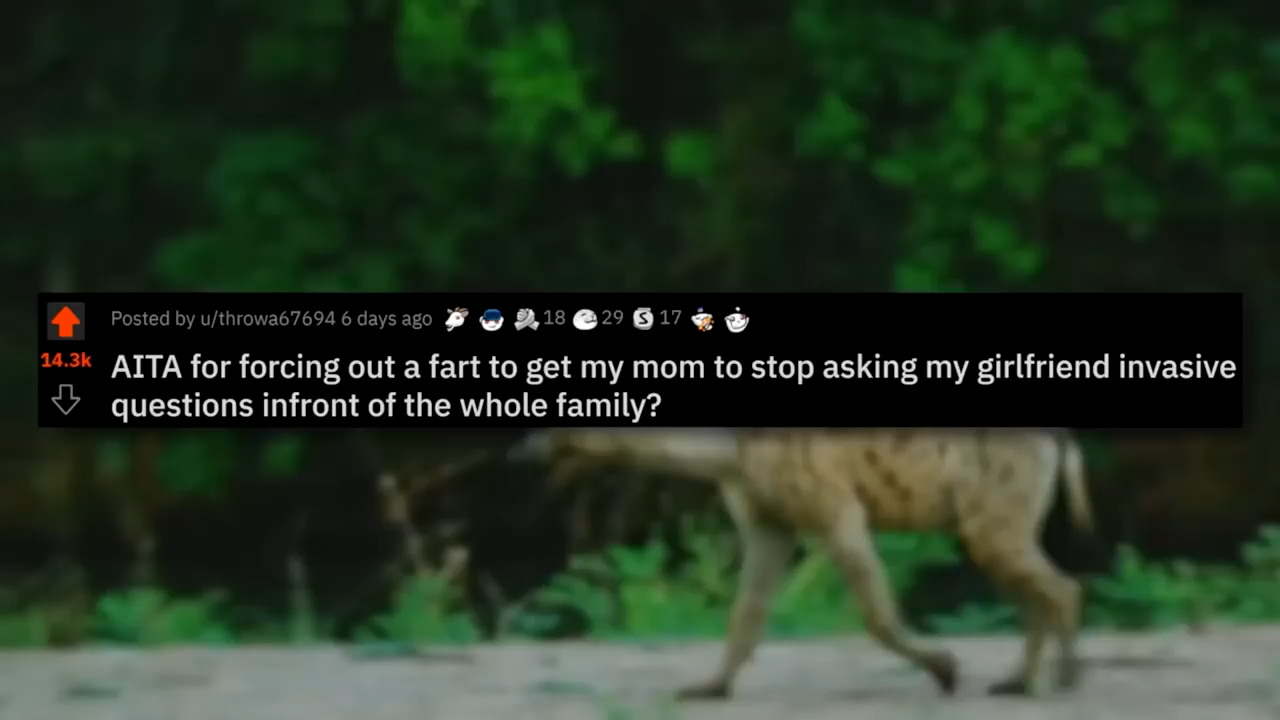 Posted by u/throwa67694 6 days ago 18 29 S 17
14.3k
AITA for forcing out a fart to get my mom to stop asking my girlfriend invasive
questions infront of the whole family?